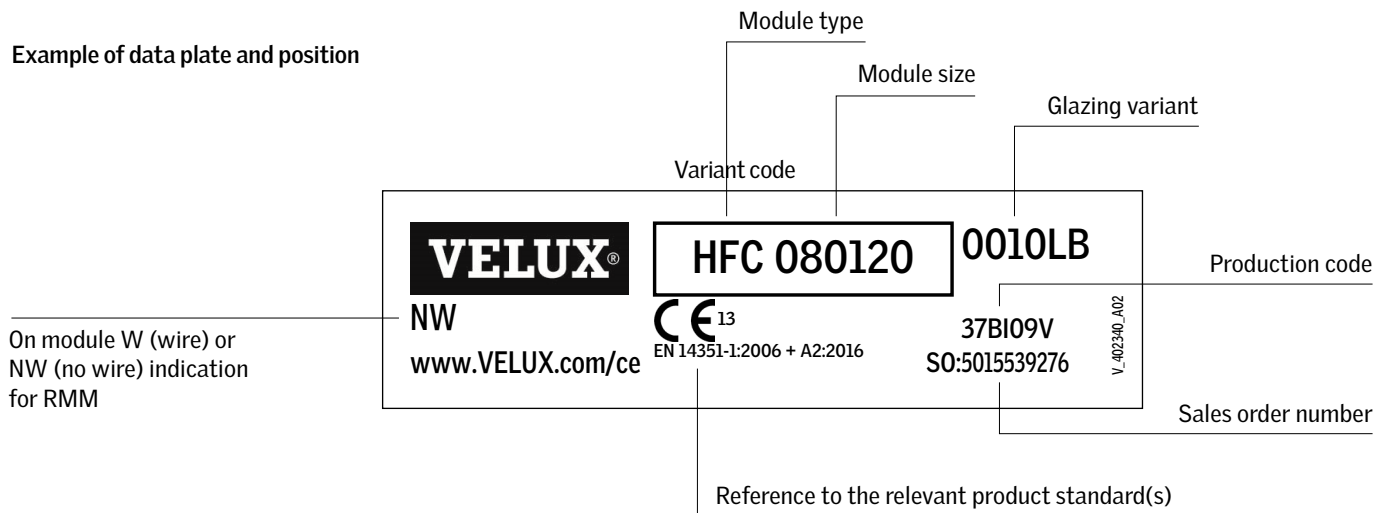 Module type
Example of data plate and position
Module size
Glazing variant
Variant code
VELUX®
HFC 080120
0010LB
Production code
NW
CE 13
37BI09V
V_402340_A02
On module W (wire) or
NW (no wire) indication
for RMM
www.VELUX.com/ce
EN 14351-1:2006 + A2:2016
SO:5015539276
Sales order number
Reference to the relevant product standard(s)